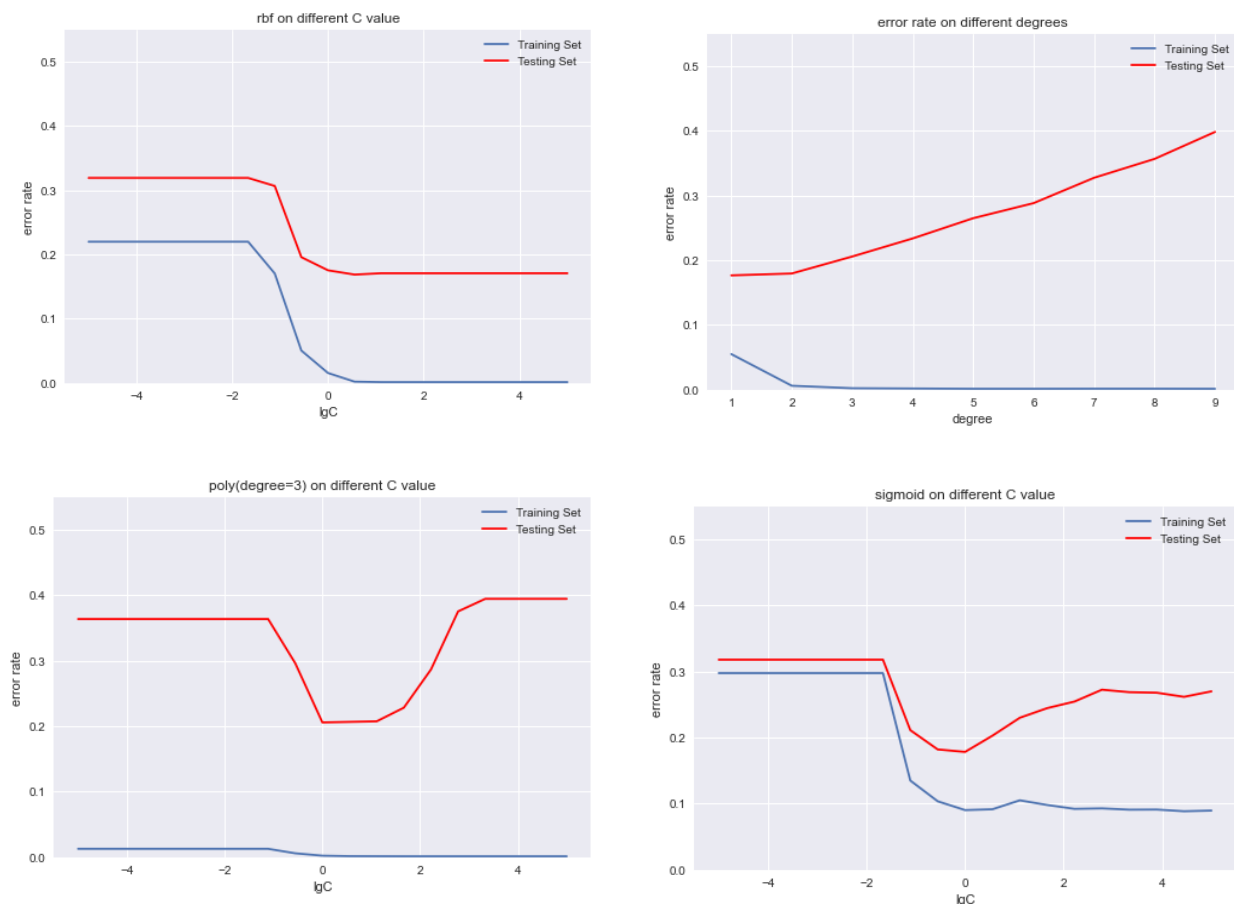 rbf on different C value
Training Set
Testing Set
0.5
0.4
0.3
0.2
0.1
0.0
error rate
−4
−2
0
2
4
lgC
error rate on different degrees
Training Set
Testing Set
0.5
0.4
0.3
0.2
0.1
0.0
error rate
1
2
3
4
5
6
7
8
9
degree
poly(degree=3) on different C value
Training Set
Testing Set
0.5
0.4
0.3
0.2
0.1
0.0
error rate
−4
−2
0
2
4
lgC
sigmoid on different C value
Training Set
Testing Set
0.5
0.4
0.3
0.2
0.1
0.0
error rate
−4
−2
0
2
4
lgC